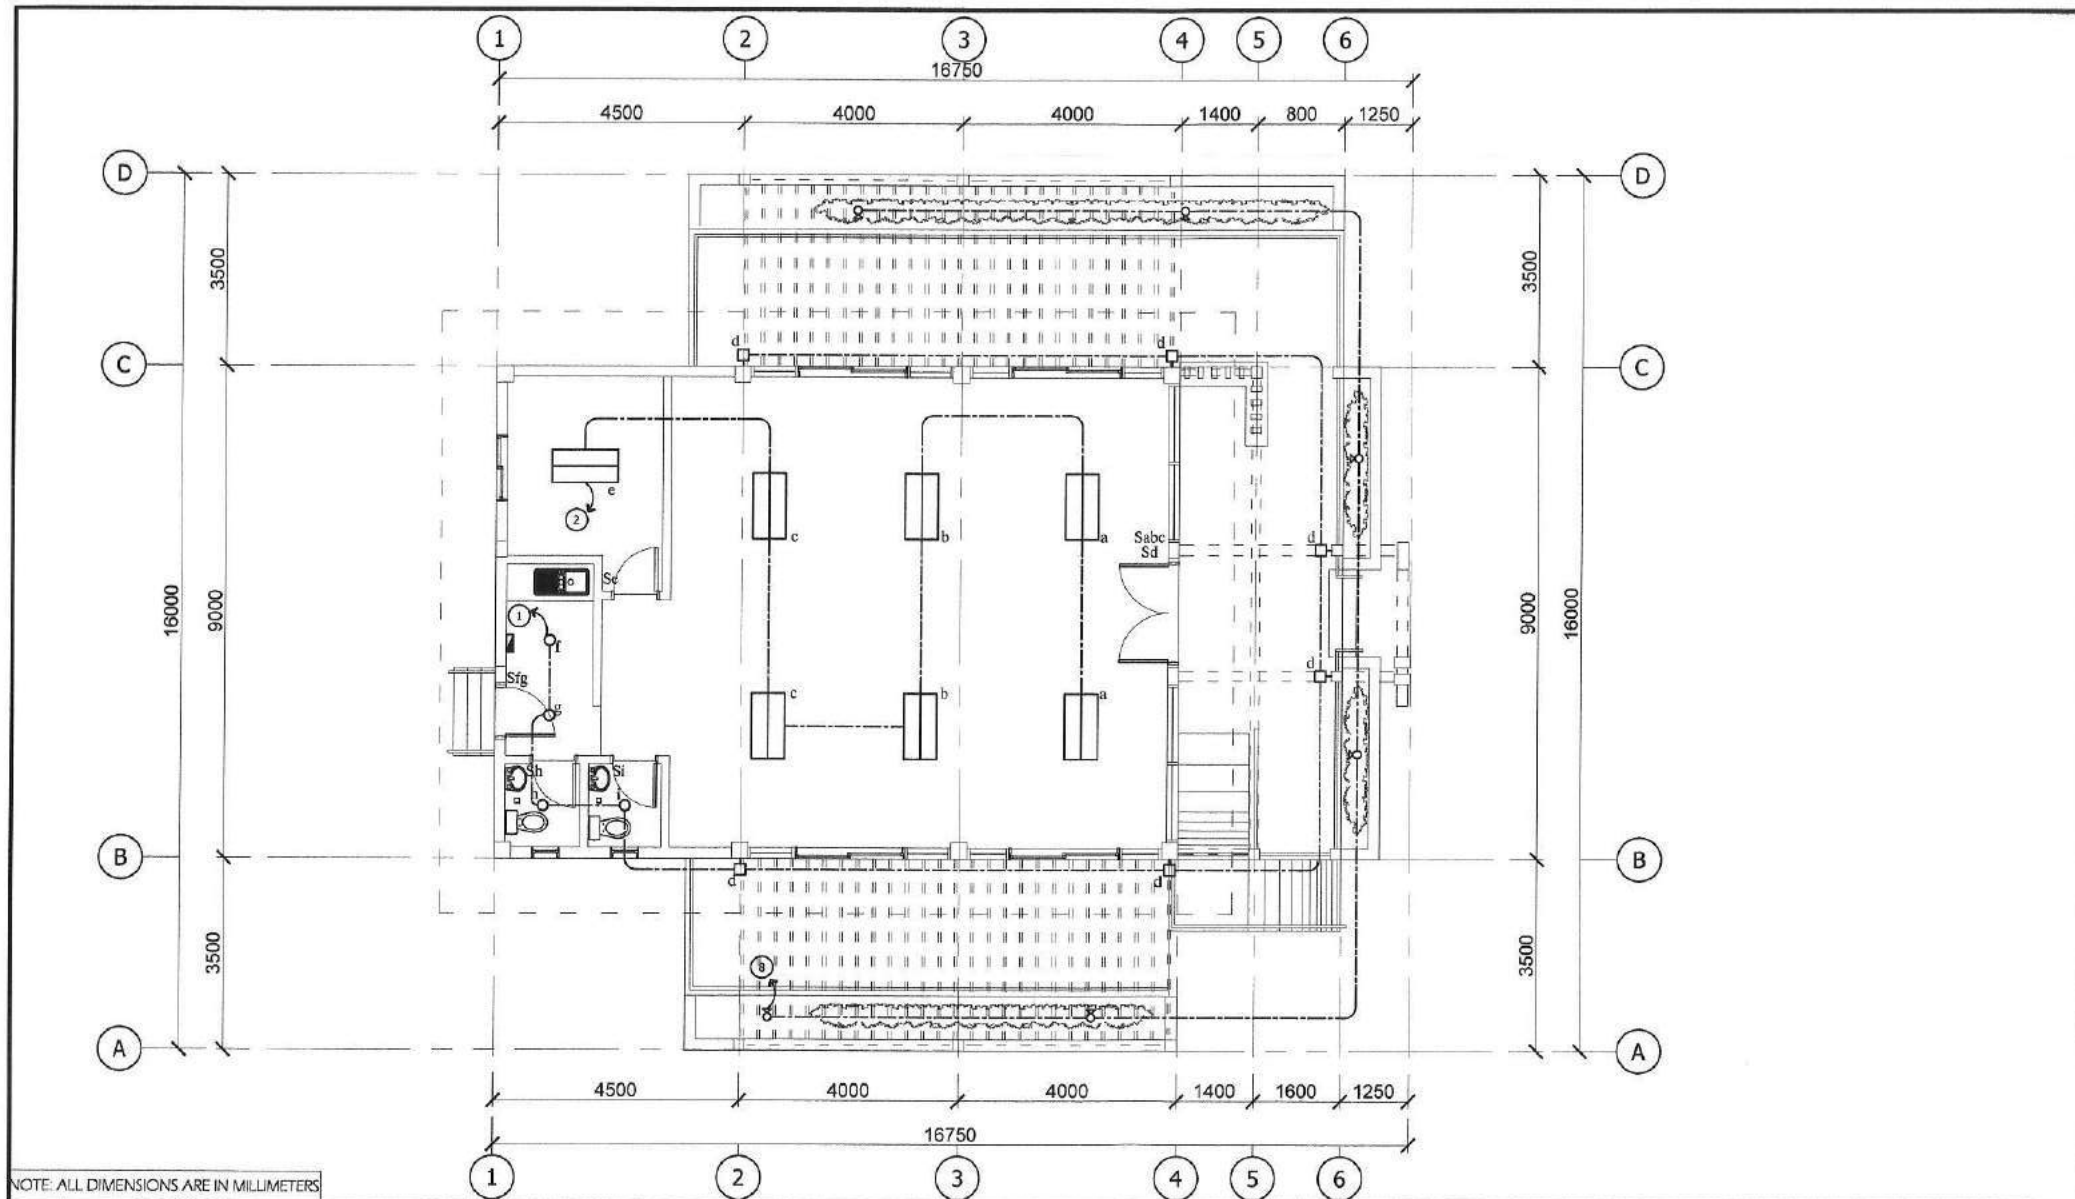 1 2 3 4 5 6
16750
4500 4000 4000 1400 800 1250
D D
3500 3500
d d
C C
e
2
c b a
Sabc
Sd
d
Se
16000 9000 9000 16000
1
f
d
Sfg
c b a
g
Sh Si
h i
B B
d d
3500 3500
8
A A
4500 4000 4000 1400 1600 1250
16750
1 2 3 4 5 6
NOTE: ALL DIMENSIONS ARE IN MILLIMETERS